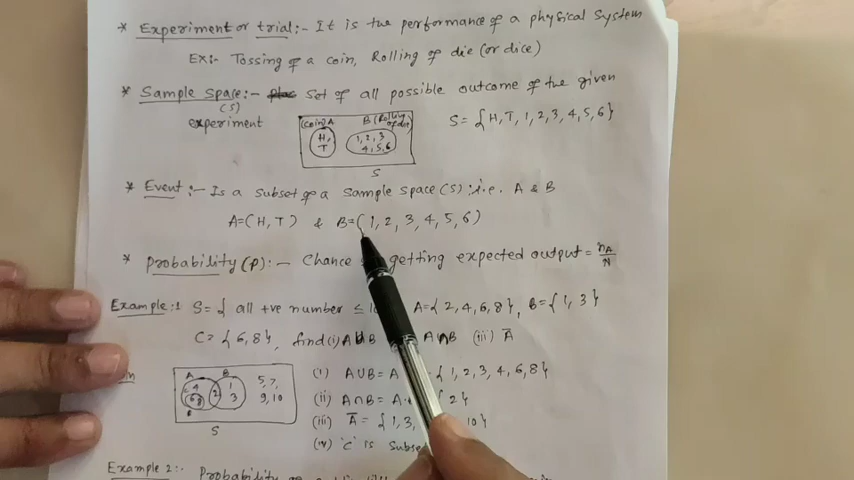 * Experiment or trial:- It is the performance of a physical system
Ex:- Tossing of a coin, Rolling of die (or dice)
* Sample space:- Set of all possible outcome of the given
(S)
experiment
(coin) A B (Rolling of die)
H, T 1, 2, 3 4, 5, 6
S
S = {H, T, 1, 2, 3, 4, 5, 6}
* Event:- Is a subset of a sample space (S) i.e. A & B
A = (H, T) & B = (1, 2, 3, 4, 5, 6)
* Probability (P):- Chance getting expected output = nA/N
Example:1 S = { all +ve number ≤ 10 A = {2, 4, 6, 8}, B = {1, 3}
C = {6, 8}, find (i) A∪B A∩B (iii) A̅
A B
4 6 8 2 1 3 5, 7, 9, 10
S
(i) A∪B = A { 1, 2, 3, 4, 6, 8}
(ii) A∩B = A. { 2}
(iii) A̅ = {1, 3, 10}
(iv) 'C' is Subse
Example 2:- Probability